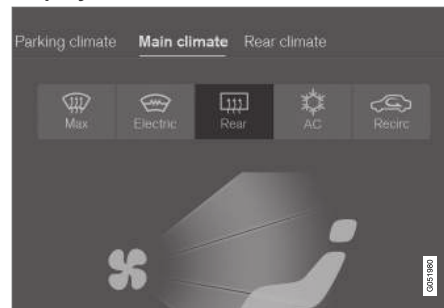 Parking climate Main climate Rear climate
Max Electric Rear AC Recirc
G051980